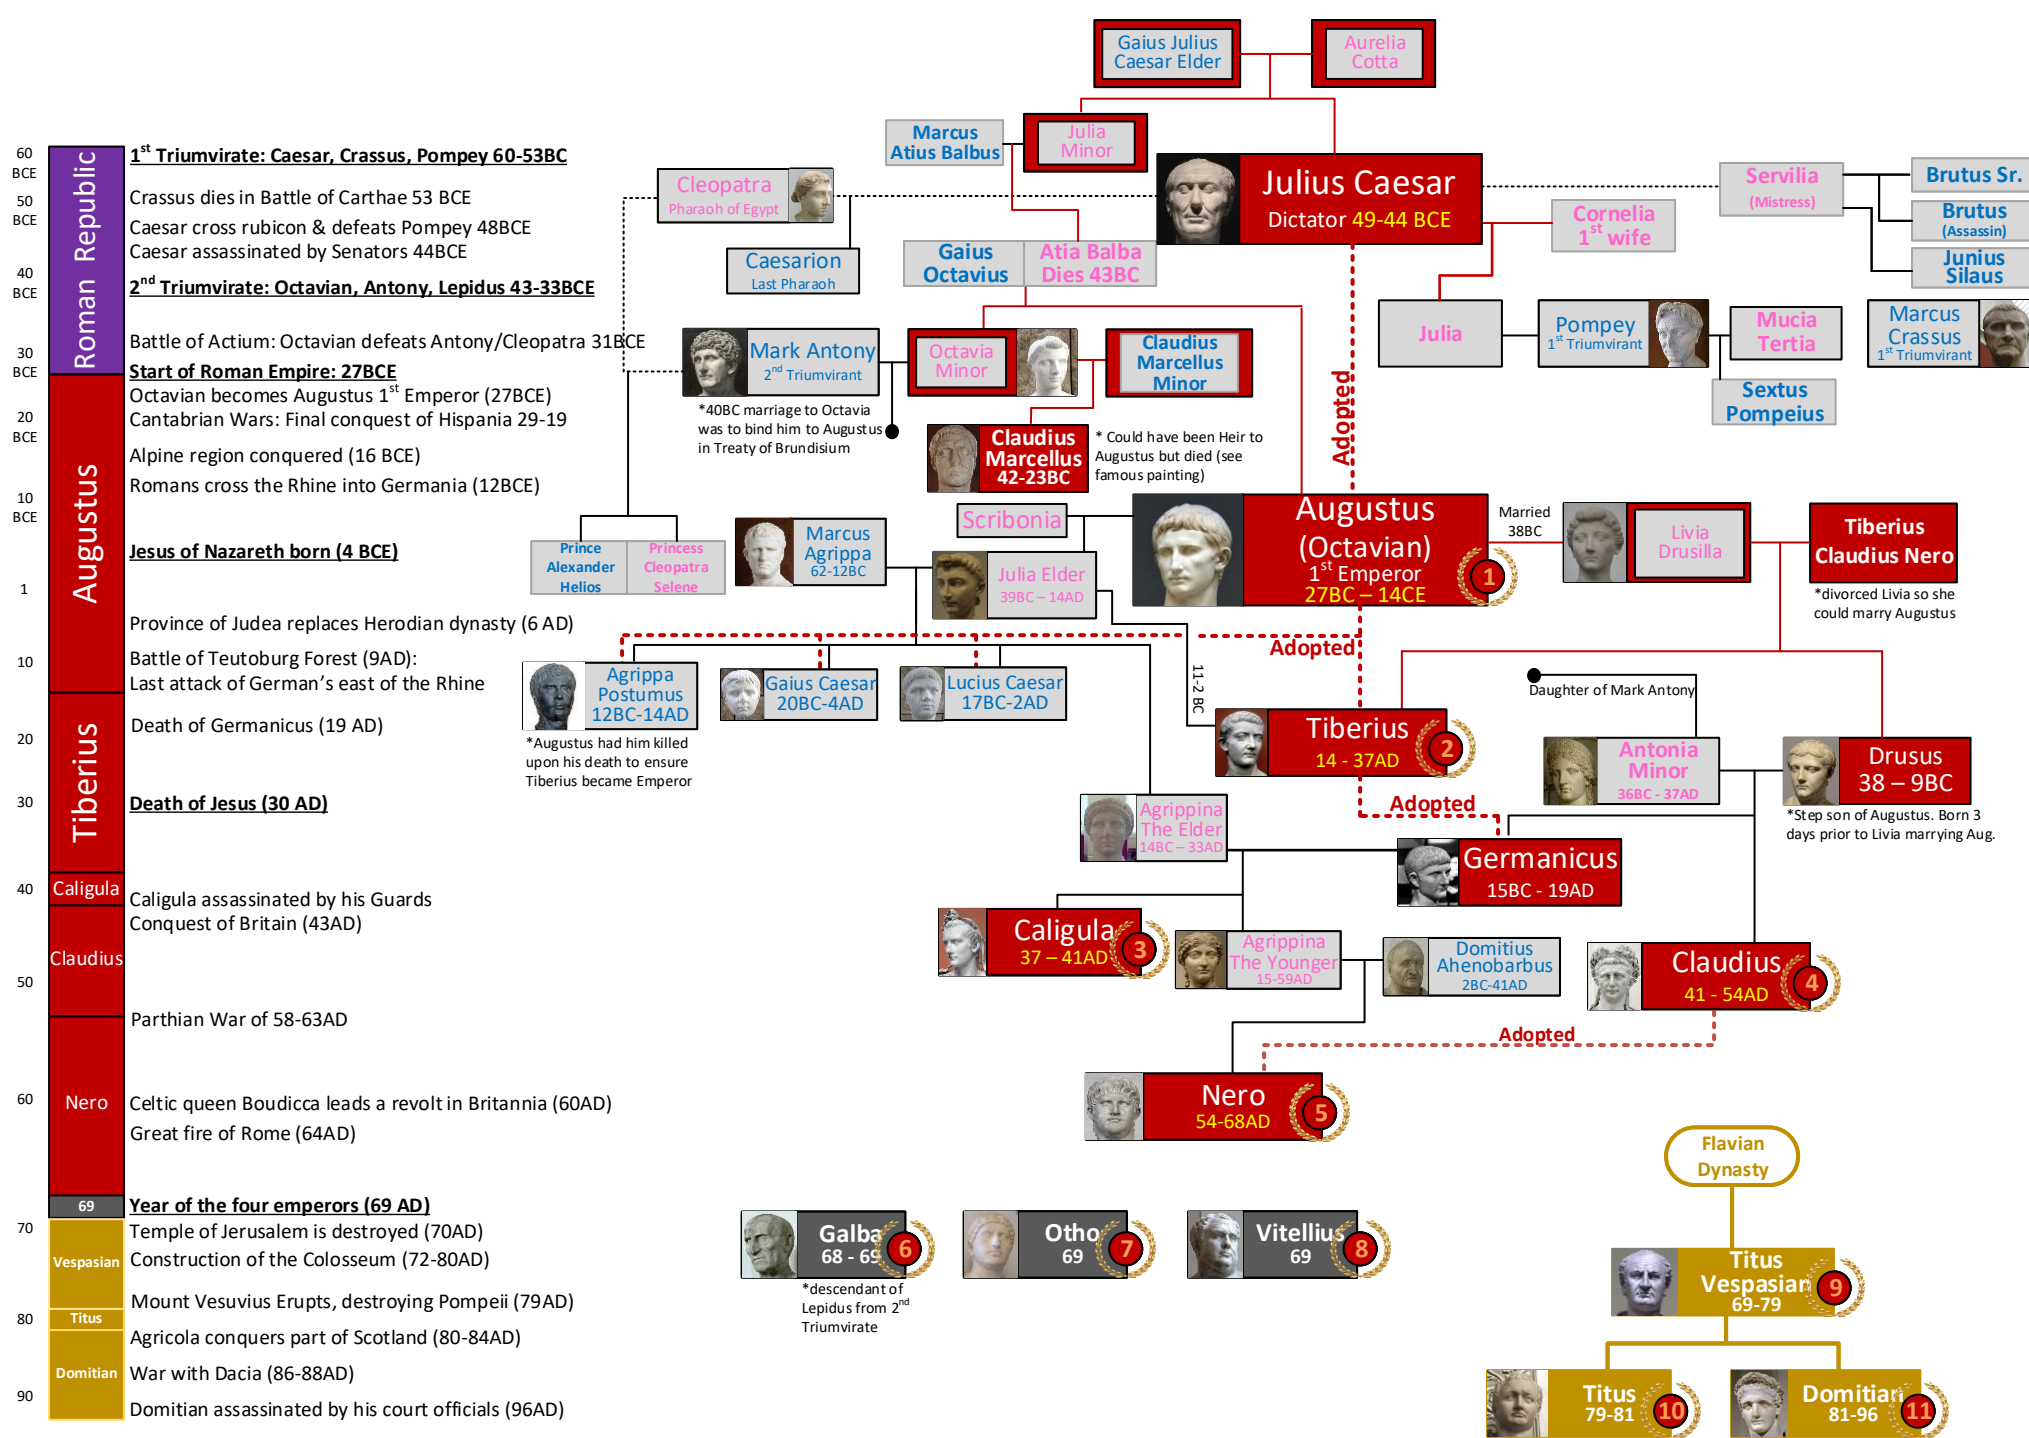 Gaius Julius
Caesar Elder
Aurelia
Cotta
Marcus
Atius Balbus
Julia
Minor
Cleopatra
Pharaoh of Egypt
Julius Caesar
Dictator 49-44 BCE
Servilia
(Mistress)
Brutus Sr.
Brutus
(Assassin)
Junius
Silaus
Cornelia
1st wife
Caesarion
Last Pharaoh
Gaius
Octavius
Atia Balba
Dies 43BC
Mark Antony
2nd Triumvirant
Octavia
Minor
Claudius
Marcellus
Minor
Julia
Pompey
1st Triumvirant
Mucia
Tertia
Marcus
Crassus
1st Triumvirant
Sextus
Pompeius
Adopted
*40BC marriage to Octavia
was to bind him to Augustus
in Treaty of Brundisium
Claudius
Marcellus
42-23BC
* Could have been Heir to
Augustus but died (see
famous painting)
Scribonia
Augustus
(Octavian)
1st Emperor
27BC – 14CE
1
Married
38BC
Livia
Drusilla
Tiberius
Claudius Nero
*divorced Livia so she
could marry Augustus
Prince
Alexander
Helios
Princess
Cleopatra
Selene
Marcus
Agrippa
62-12BC
Julia Elder
39BC – 14AD
Adopted
11-2 BC
Agrippa
Postumus
12BC-14AD
*Augustus had him killed
upon his death to ensure
Tiberius became Emperor
Gaius Caesar
20BC-4AD
Lucius Caesar
17BC-2AD
Daughter of Mark Antony
Tiberius
14 - 37AD
2
Antonia
Minor
36BC - 37AD
Drusus
38 – 9BC
*Step son of Augustus. Born 3
days prior to Livia marrying Aug.
Adopted
Agrippina
The Elder
14BC – 33AD
Germanicus
15BC - 19AD
Caligula
37 – 41AD
3
Agrippina
The Younger
15-59AD
Domitius
Ahenobarbus
2BC-41AD
Claudius
41 - 54AD
4
Adopted
Nero
54-68AD
5
Flavian
Dynasty
Galba
68 - 69
6
*descendant of
Lepidus from 2nd
Triumvirate
Otho
69
7
Vitellius
69
8
Titus
Vespasian
69-79
9
Titus
79-81
10
Domitian
81-96
11
60
BCE
50
BCE
40
BCE
30
BCE
20
BCE
10
BCE
1
10
20
30
40
50
60
70
80
90
Roman Republic
Augustus
Tiberius
Caligula
Claudius
Nero
69
Vespasian
Titus
Domitian
1st Triumvirate: Caesar, Crassus, Pompey 60-53BC
Crassus dies in Battle of Carthae 53 BCE
Caesar cross rubicon & defeats Pompey 48BCE
Caesar assassinated by Senators 44BCE
2nd Triumvirate: Octavian, Antony, Lepidus 43-33BCE
Battle of Actium: Octavian defeats Antony/Cleopatra 31BCE
Start of Roman Empire: 27BCE
Octavian becomes Augustus 1st Emperor (27BCE)
Cantabrian Wars: Final conquest of Hispania 29-19
Alpine region conquered (16 BCE)
Romans cross the Rhine into Germania (12BCE)
Jesus of Nazareth born (4 BCE)
Province of Judea replaces Herodian dynasty (6 AD)
Battle of Teutoburg Forest (9AD):
Last attack of German’s east of the Rhine
Death of Germanicus (19 AD)
Death of Jesus (30 AD)
Caligula assassinated by his Guards
Conquest of Britain (43AD)
Parthian War of 58-63AD
Celtic queen Boudicca leads a revolt in Britannia (60AD)
Great fire of Rome (64AD)
Year of the four emperors (69 AD)
Temple of Jerusalem is destroyed (70AD)
Construction of the Colosseum (72-80AD)
Mount Vesuvius Erupts, destroying Pompeii (79AD)
Agricola conquers part of Scotland (80-84AD)
War with Dacia (86-88AD)
Domitian assassinated by his court officials (96AD)